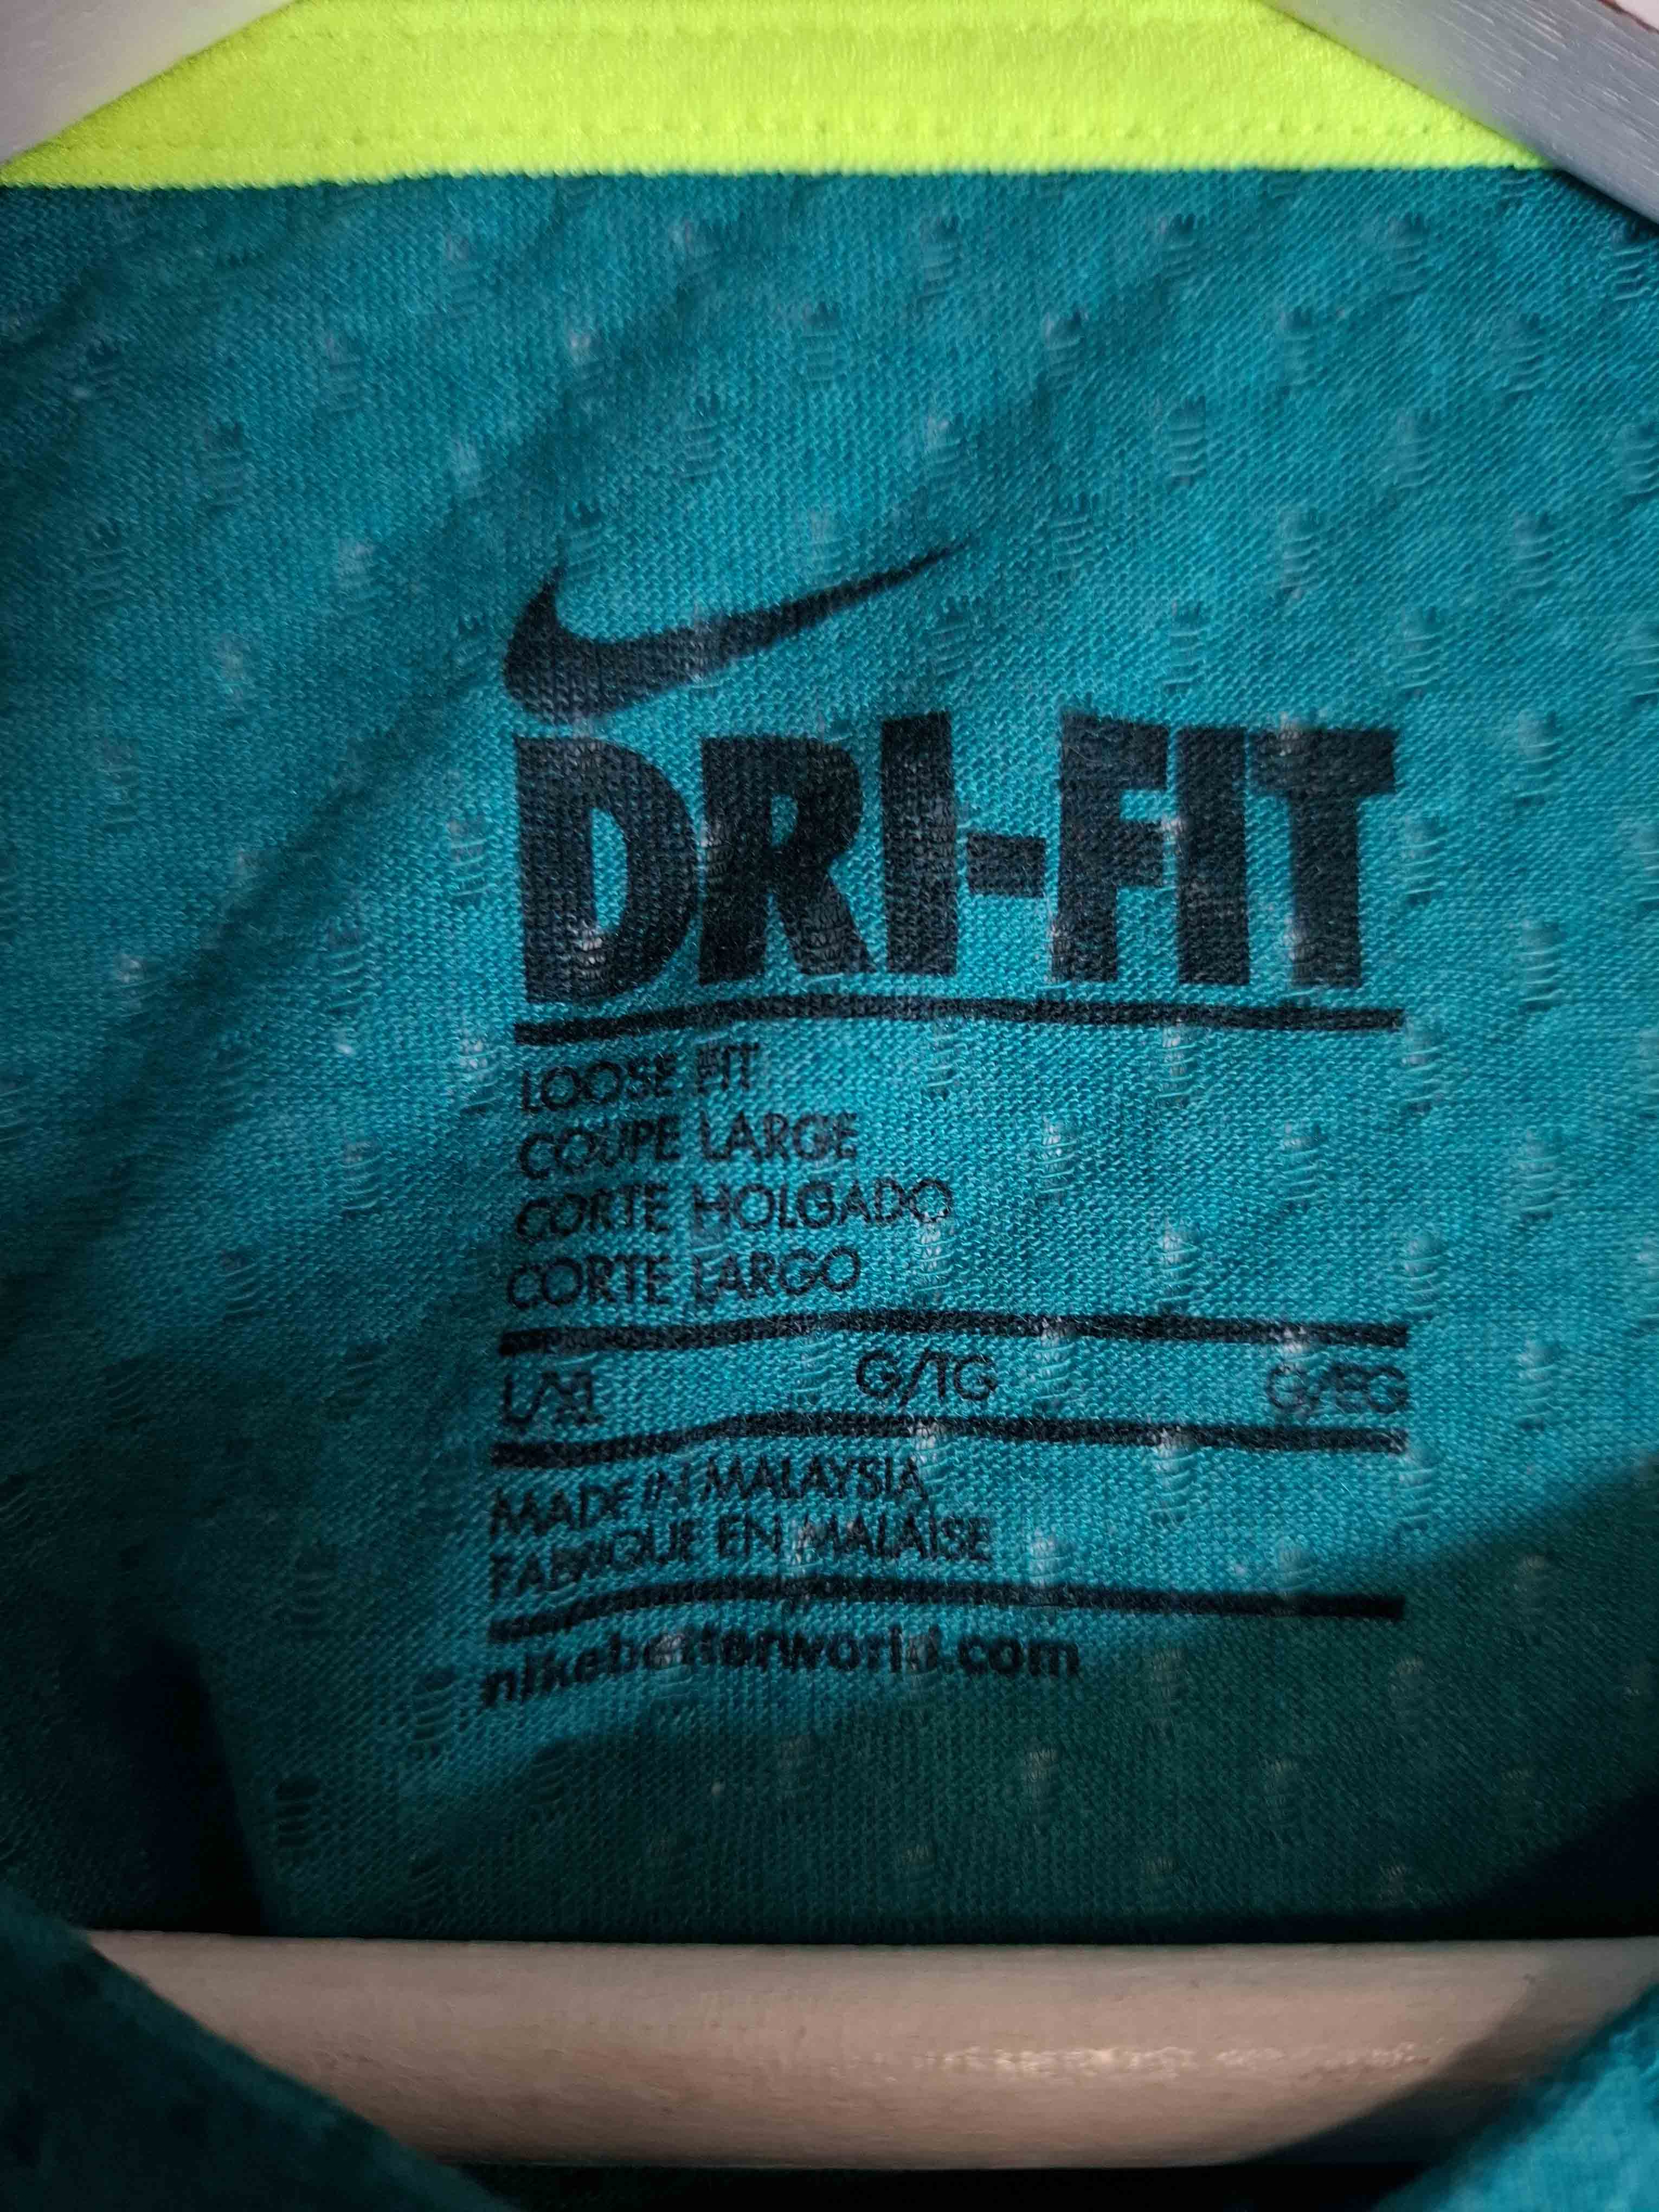 DRI-FIT
LOOSE FIT
COUPE LARGE
CORTE HOLGADO
CORTE LARGO
L/XL G/TG G/EG
MADE IN MALAYSIA
FABRIQUE EN MALAISE
nikebetterworld.com